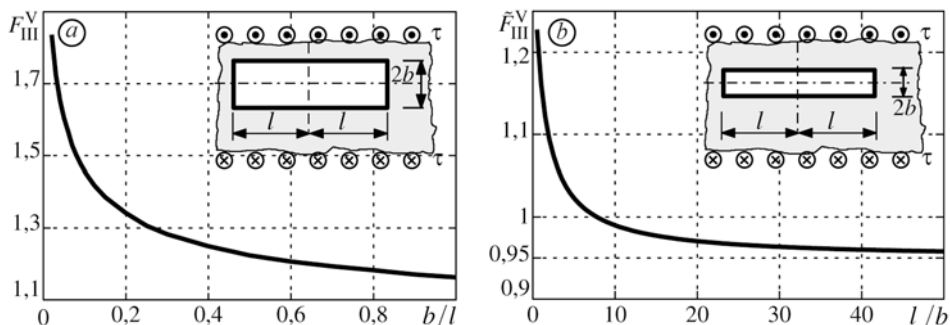 F_III^V
a
τ
2b
l l
τ
1,7
1,5
1,3
1,1
0 0,2 0,4 0,6 0,8 b/l
F̃_III^V
b
τ
2b
l l
τ
1,2
1,1
1
0,95
0,9
0 10 20 30 40 l/b